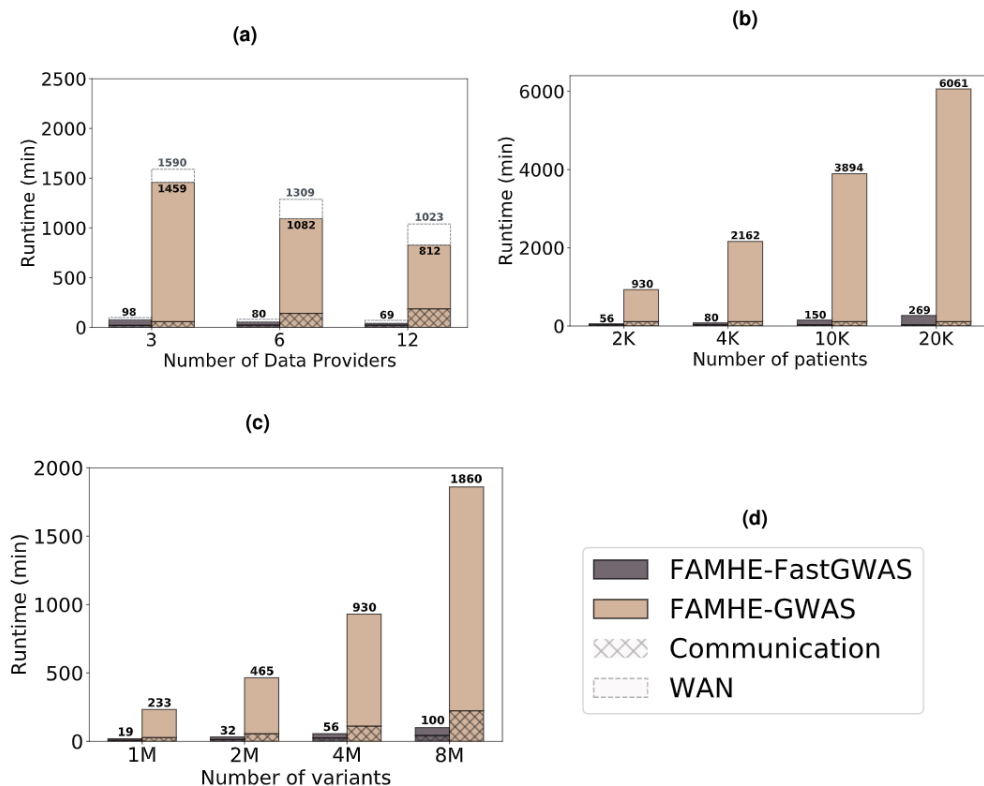 (a)
2500
2000
1500
1000
500
0
Runtime (min)
1590
1459
1309
1082
1023
812
98
80
69
3 6 12
Number of Data Providers
(b)
6000
4000
2000
0
Runtime (min)
6061
3894
2162
930
56
80
150
269
2K 4K 10K 20K
Number of patients
(c)
2000
1500
1000
500
0
Runtime (min)
1860
930
465
233
19
32
56
100
1M 2M 4M 8M
Number of variants
(d)
FAMHE-FastGWAS
FAMHE-GWAS
Communication
WAN